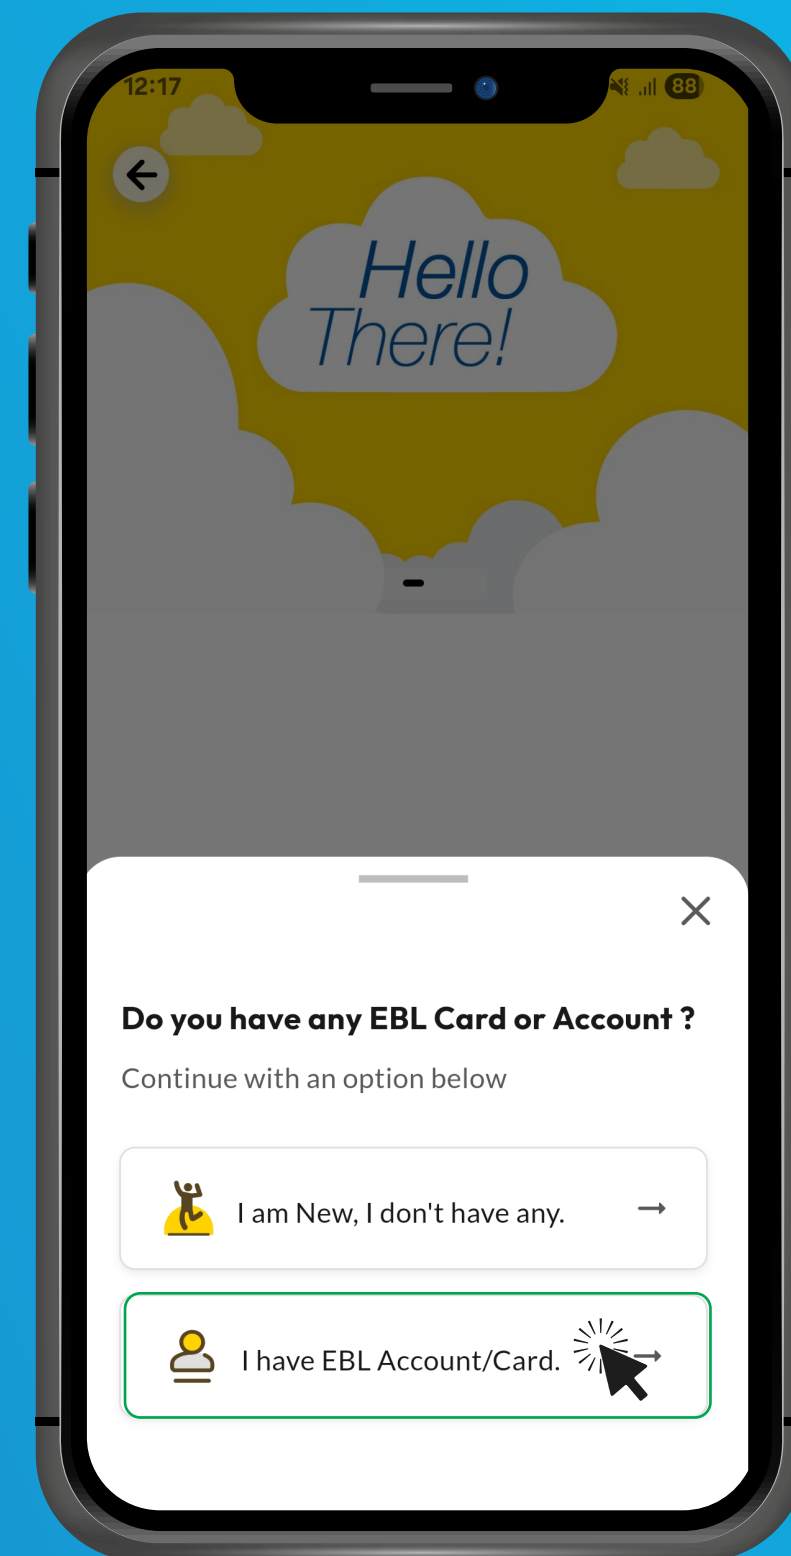 12:17
88
Hello
There!
Do you have any EBL Card or Account ?
Continue with an option below
I am New, I don't have any.
I have EBL Account/Card.